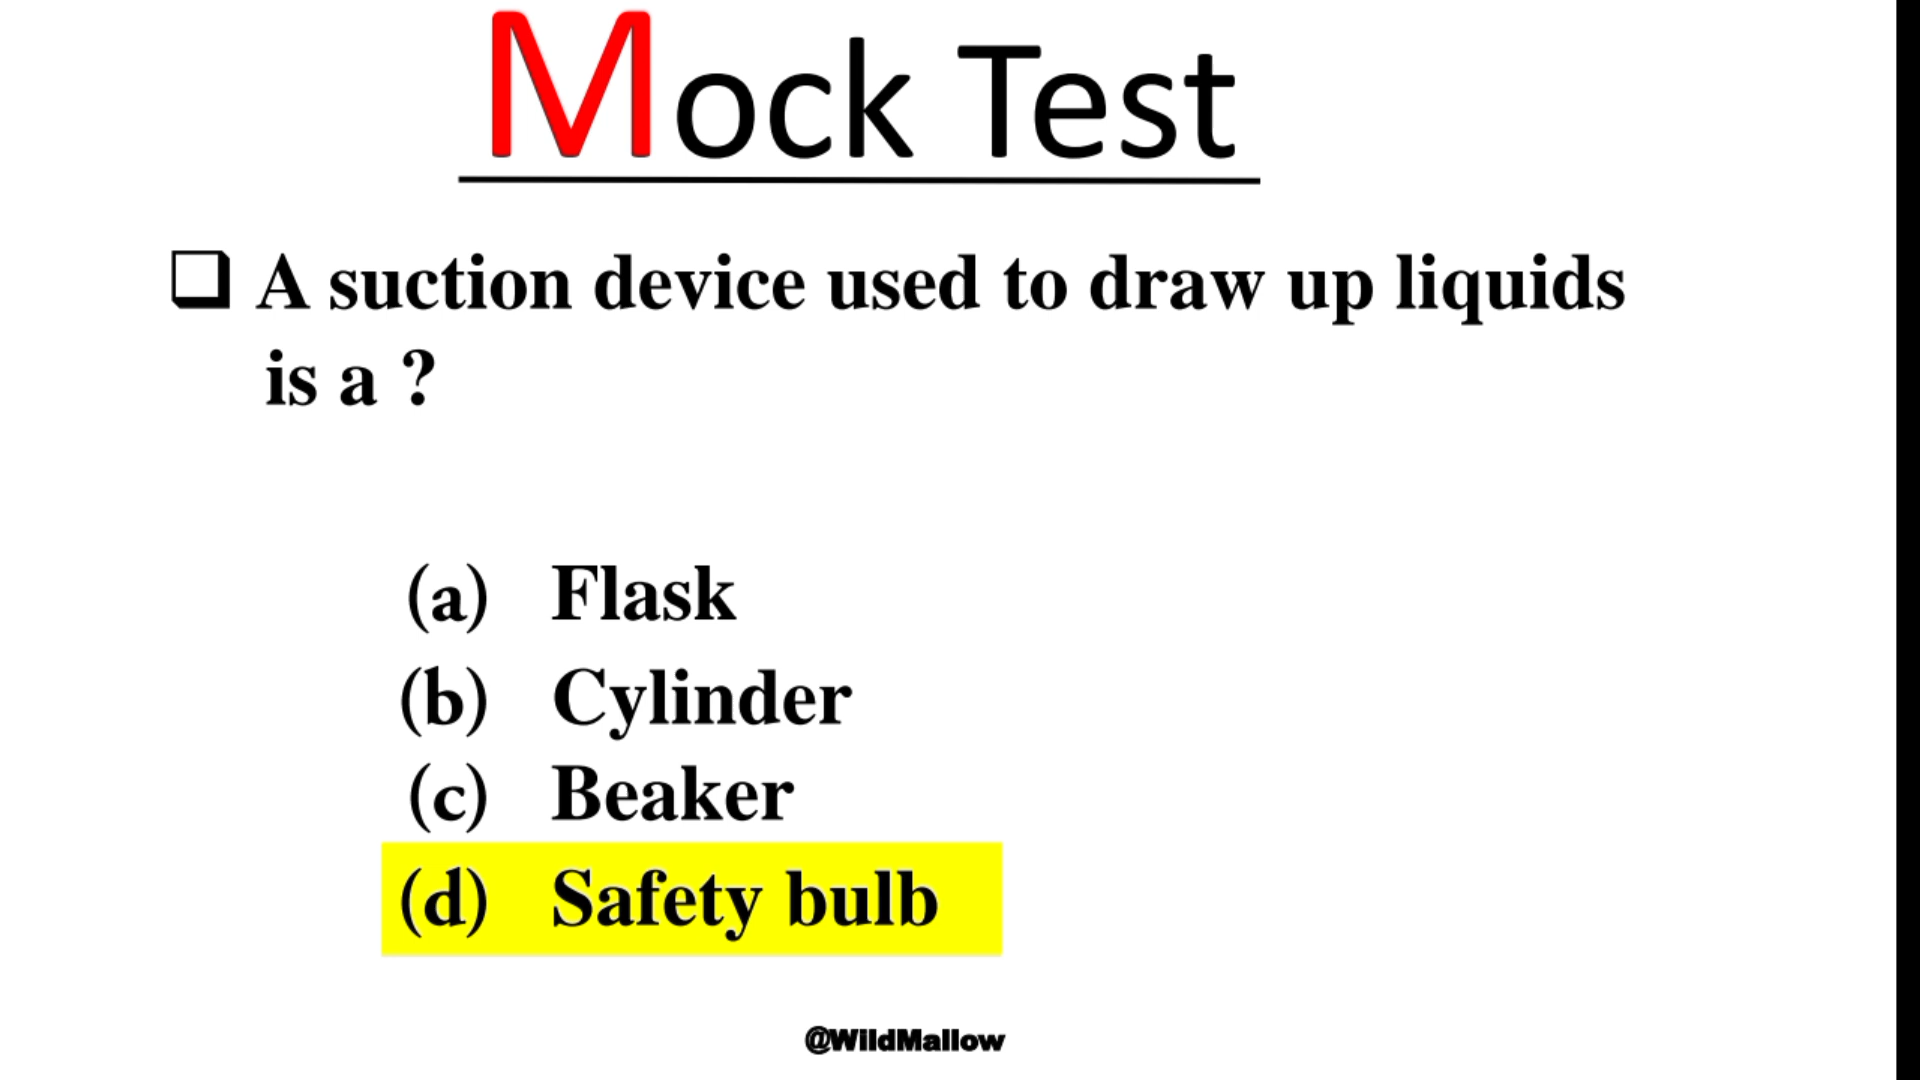 Mock Test
❑ A suction device used to draw up liquids
is a ?
(a) Flask
(b) Cylinder
(c) Beaker
(d) Safety bulb
@WildMallow